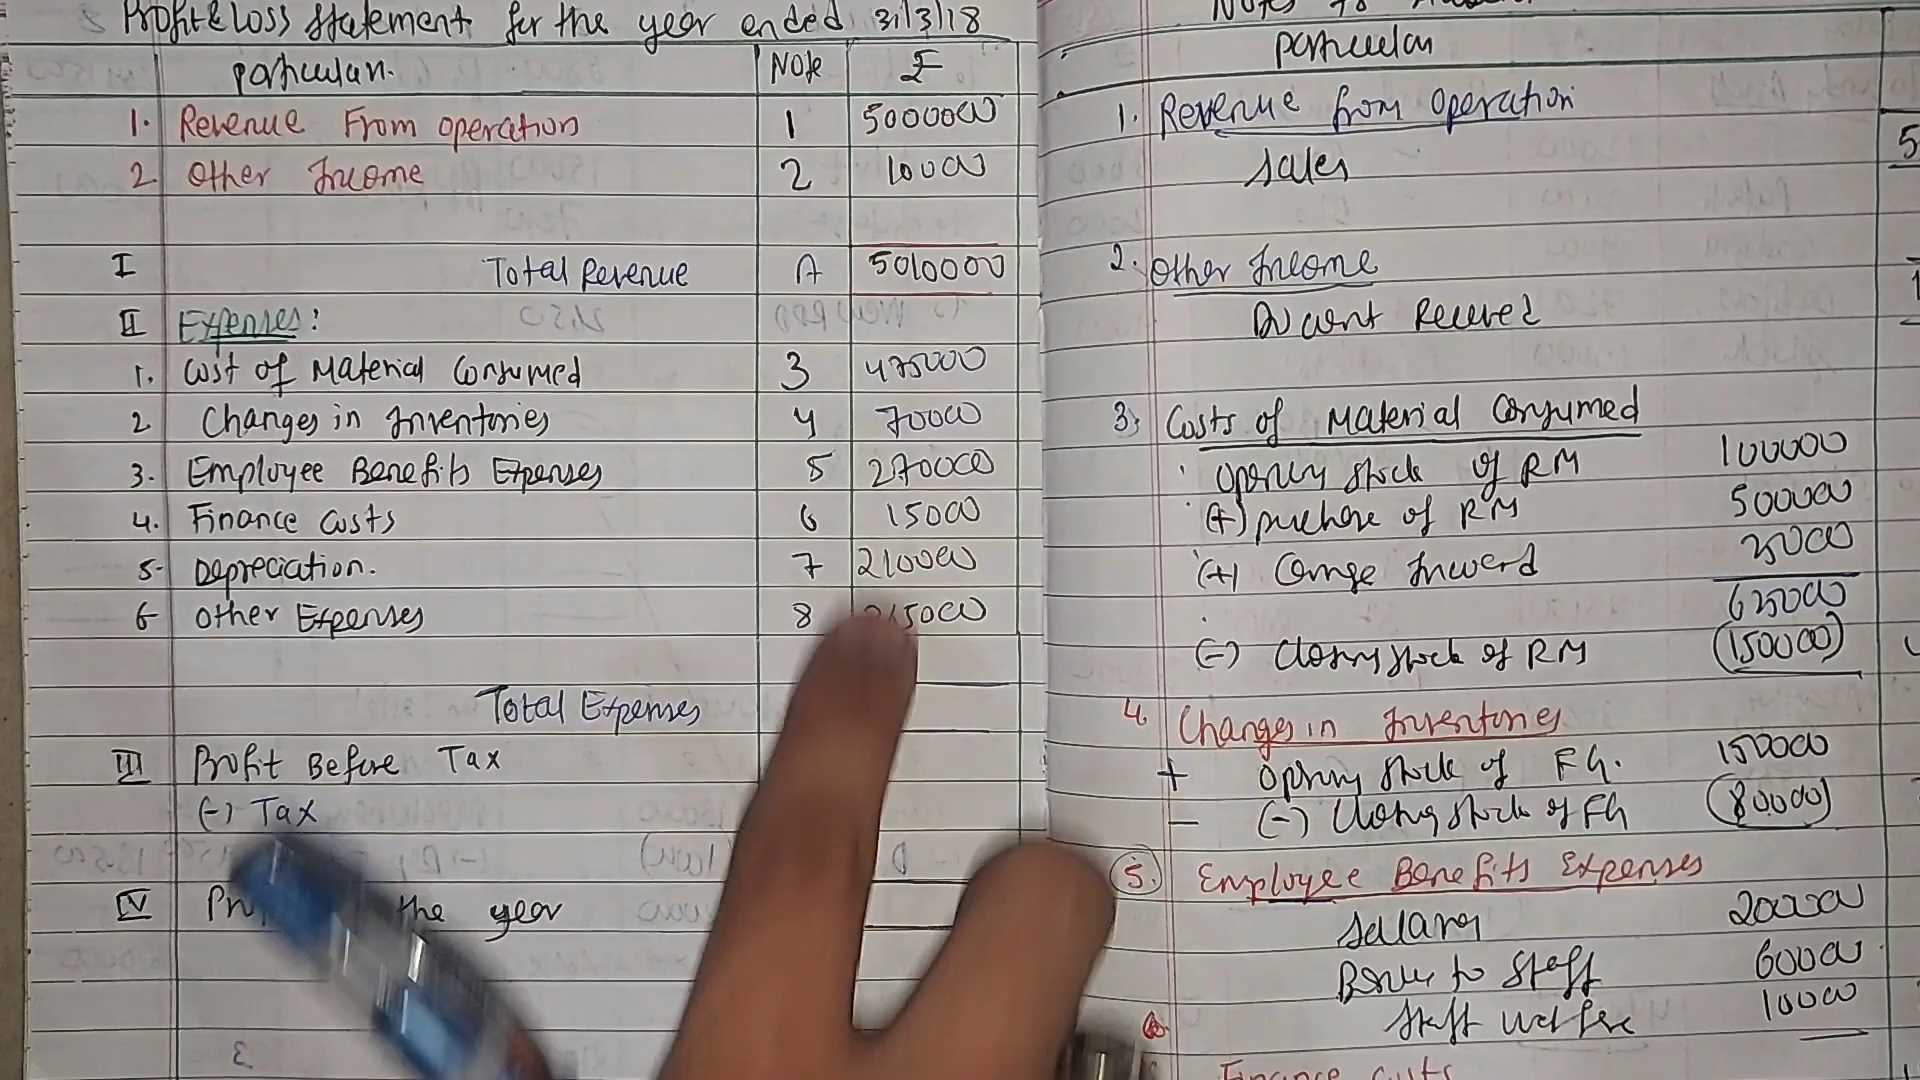 Profit & Loss Statement for the year ended 31/3/18
particular. Note ₹
1. Revenue From operation 1 5000000
2 Other Income 2 10000
I Total Revenue A 5010000
II Expenses:
1. Cost of Material Consumed 3 475000
2 Changes in Inventories 4 70000
3. Employee Benefits Expenses 5 270000
4. Finance Costs 6 15000
5- Depreciation. 7 210000
6- Other Expenses 8
Total Expenses
III Profit Before Tax
(-) Tax
IV the year
particular
1. Revenue from Operation
Sales
2. Other Income
Discount Received
3, Costs of Material Consumed
Opening stock of RM 100000
(+) purchase of RM 500000
(+) Carriage Inward 25000
625000
(-) Closing stock of RM (150000)
4. Changes in Inventories
+ Opening stock of FG. 150000
- (-) Closing stock of FG (80000)
5. Employee Benefits Expenses
Salary 200000
Bonus to Staff 60000
Staff welfare 10000
Finance Costs